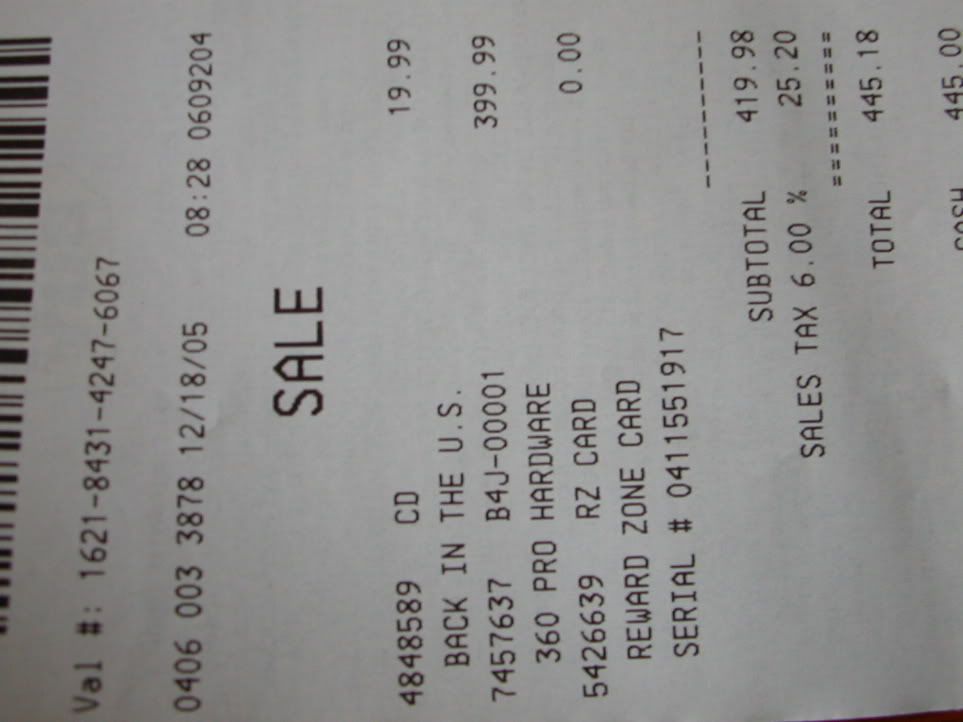 Val #: 1621-8431-4247-6067
0406 003 3878 12/18/05 08:28 0609204
SALE
4848589 CD 19.99
BACK IN THE U.S.
7457637 B4J-00001 399.99
360 PRO HARDWARE
5426639 RZ CARD 0.00
REWARD ZONE CARD
SERIAL # 0411551917
----------
SUBTOTAL 419.98
SALES TAX 6.00 % 25.20
==========
TOTAL 445.18
CASH 445.00